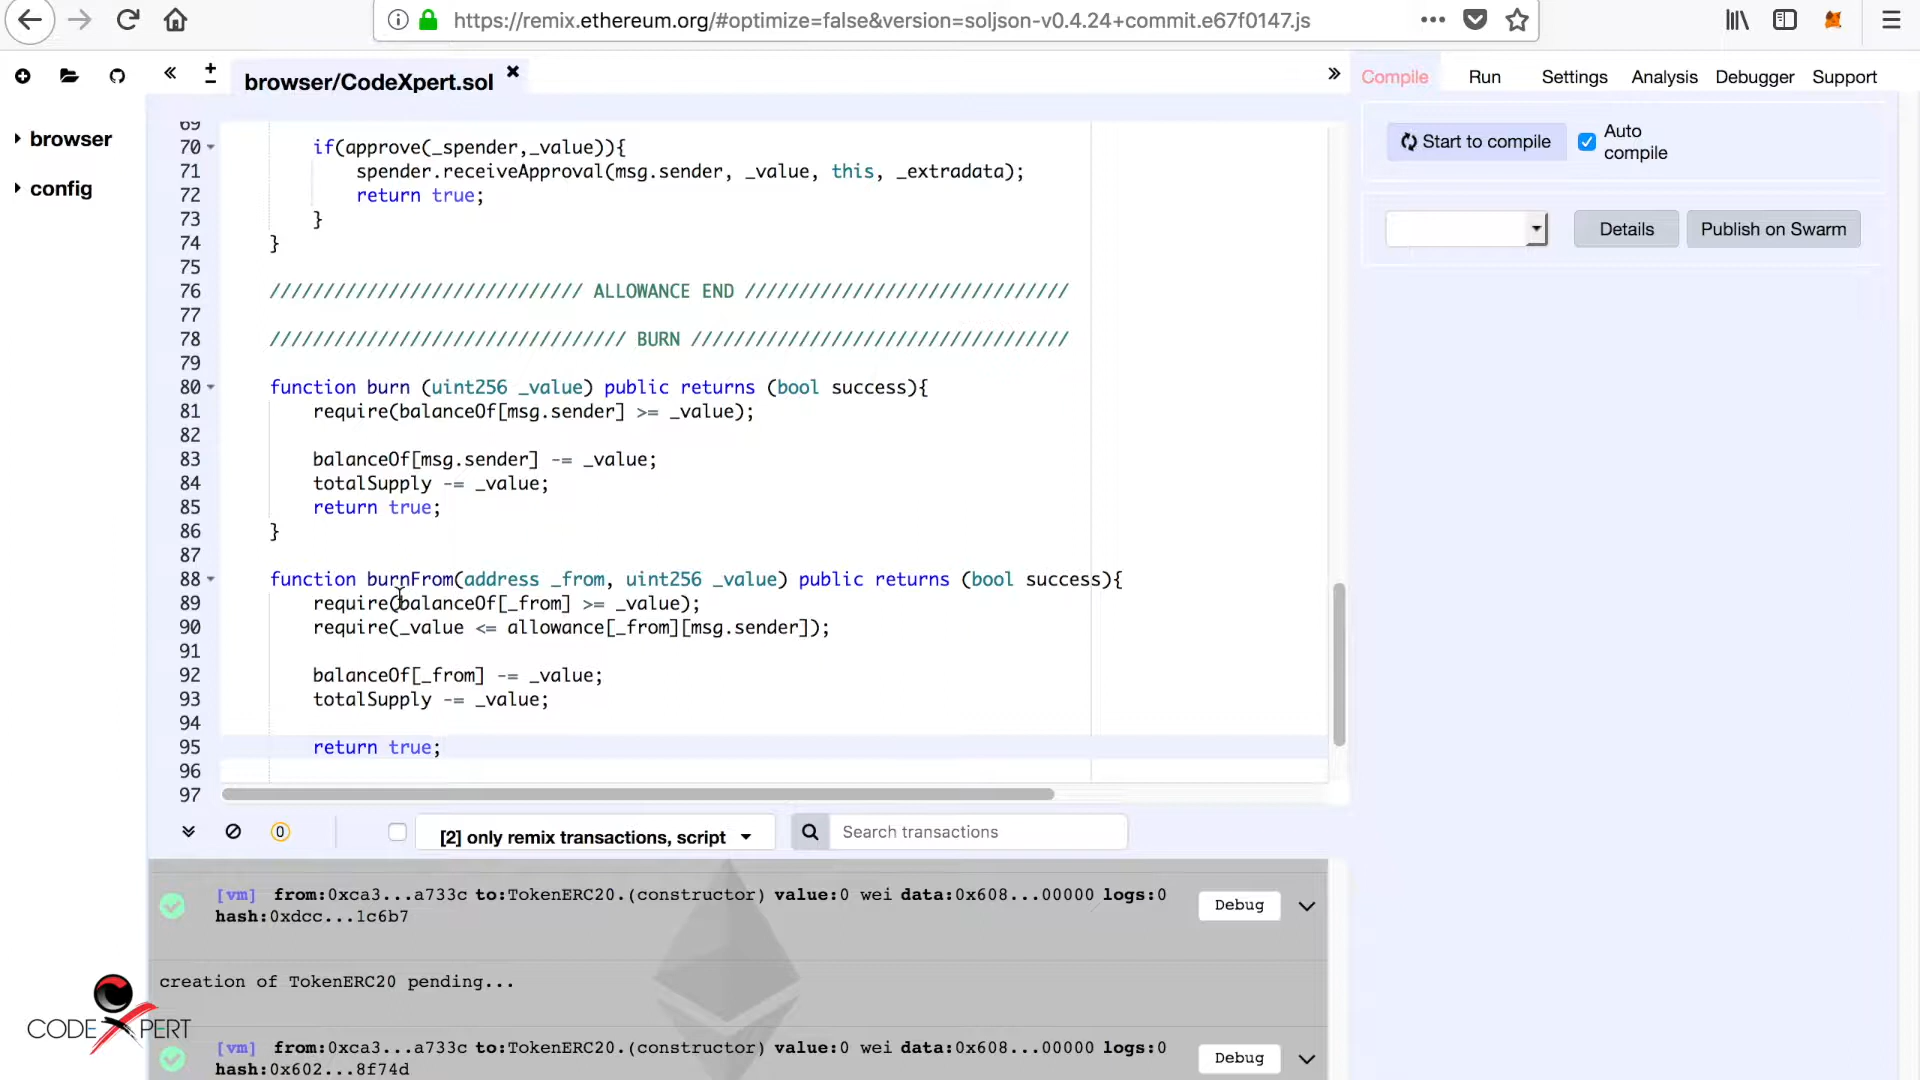 https://remix.ethereum.org/#optimize=false&version=soljson-v0.4.24+commit.e67f0147.js
browser/CodeXpert.sol
Compile Run Settings Analysis Debugger Support
browser
config
Start to compile
Auto compile
Details
Publish on Swarm
69
70 if(approve(_spender,_value)){
71 spender.receiveApproval(msg.sender, _value, this, _extradata);
72 return true;
73 }
74 }
75
76 ///////////////////////////// ALLOWANCE END //////////////////////////////
77
78 ///////////////////////////////// BURN ///////////////////////////////////
79
80 function burn (uint256 _value) public returns (bool success){
81 require(balanceOf[msg.sender] >= _value);
82
83 balanceOf[msg.sender] -= _value;
84 totalSupply -= _value;
85 return true;
86 }
87
88 function burnFrom(address _from, uint256 _value) public returns (bool success){
89 require(balanceOf[_from] >= _value);
90 require(_value <= allowance[_from][msg.sender]);
91
92 balanceOf[_from] -= _value;
93 totalSupply -= _value;
94
95 return true;
96
97
0
[2] only remix transactions, script
Search transactions
[vm] from:0xca3...a733c to:TokenERC20.(constructor) value:0 wei data:0x608...00000 logs:0
hash:0xdcc...1c6b7
Debug
creation of TokenERC20 pending...
[vm] from:0xca3...a733c to:TokenERC20.(constructor) value:0 wei data:0x608...00000 logs:0
hash:0x602...8f74d
Debug
CODEXPERT